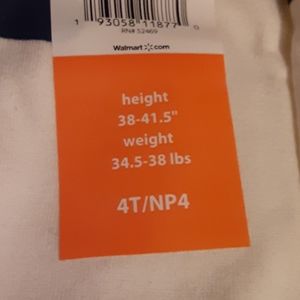 1 93058 11877 0
RN# 52469
Walmart.com
height
38-41.5"
weight
34.5-38 lbs
4T/NP4